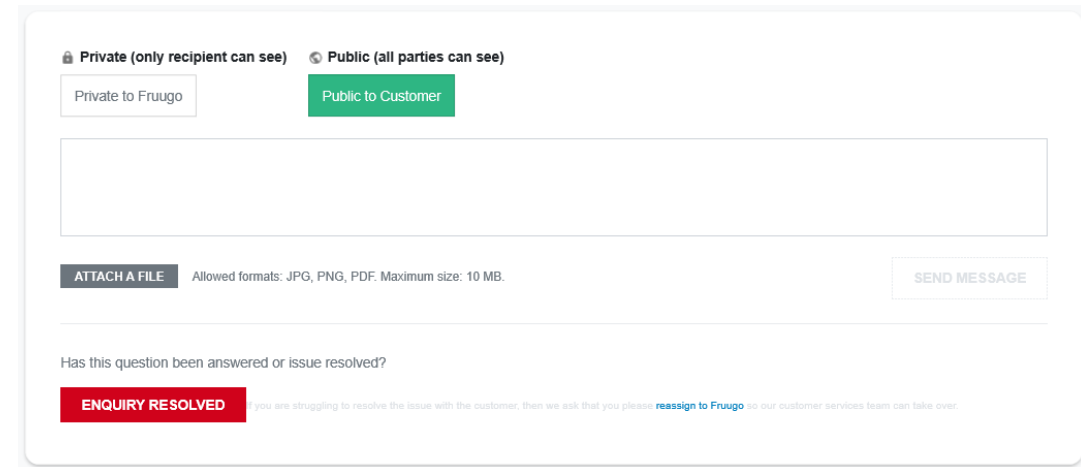 Private (only recipient can see) Public (all parties can see)
Private to Fruugo Public to Customer
ATTACH A FILE Allowed formats: JPG, PNG, PDF. Maximum size: 10 MB.
SEND MESSAGE
Has this question been answered or issue resolved?
ENQUIRY RESOLVED you are struggling to resolve the issue with the customer, then we ask that you please reassign to Fruugo so our customer services team can take over.